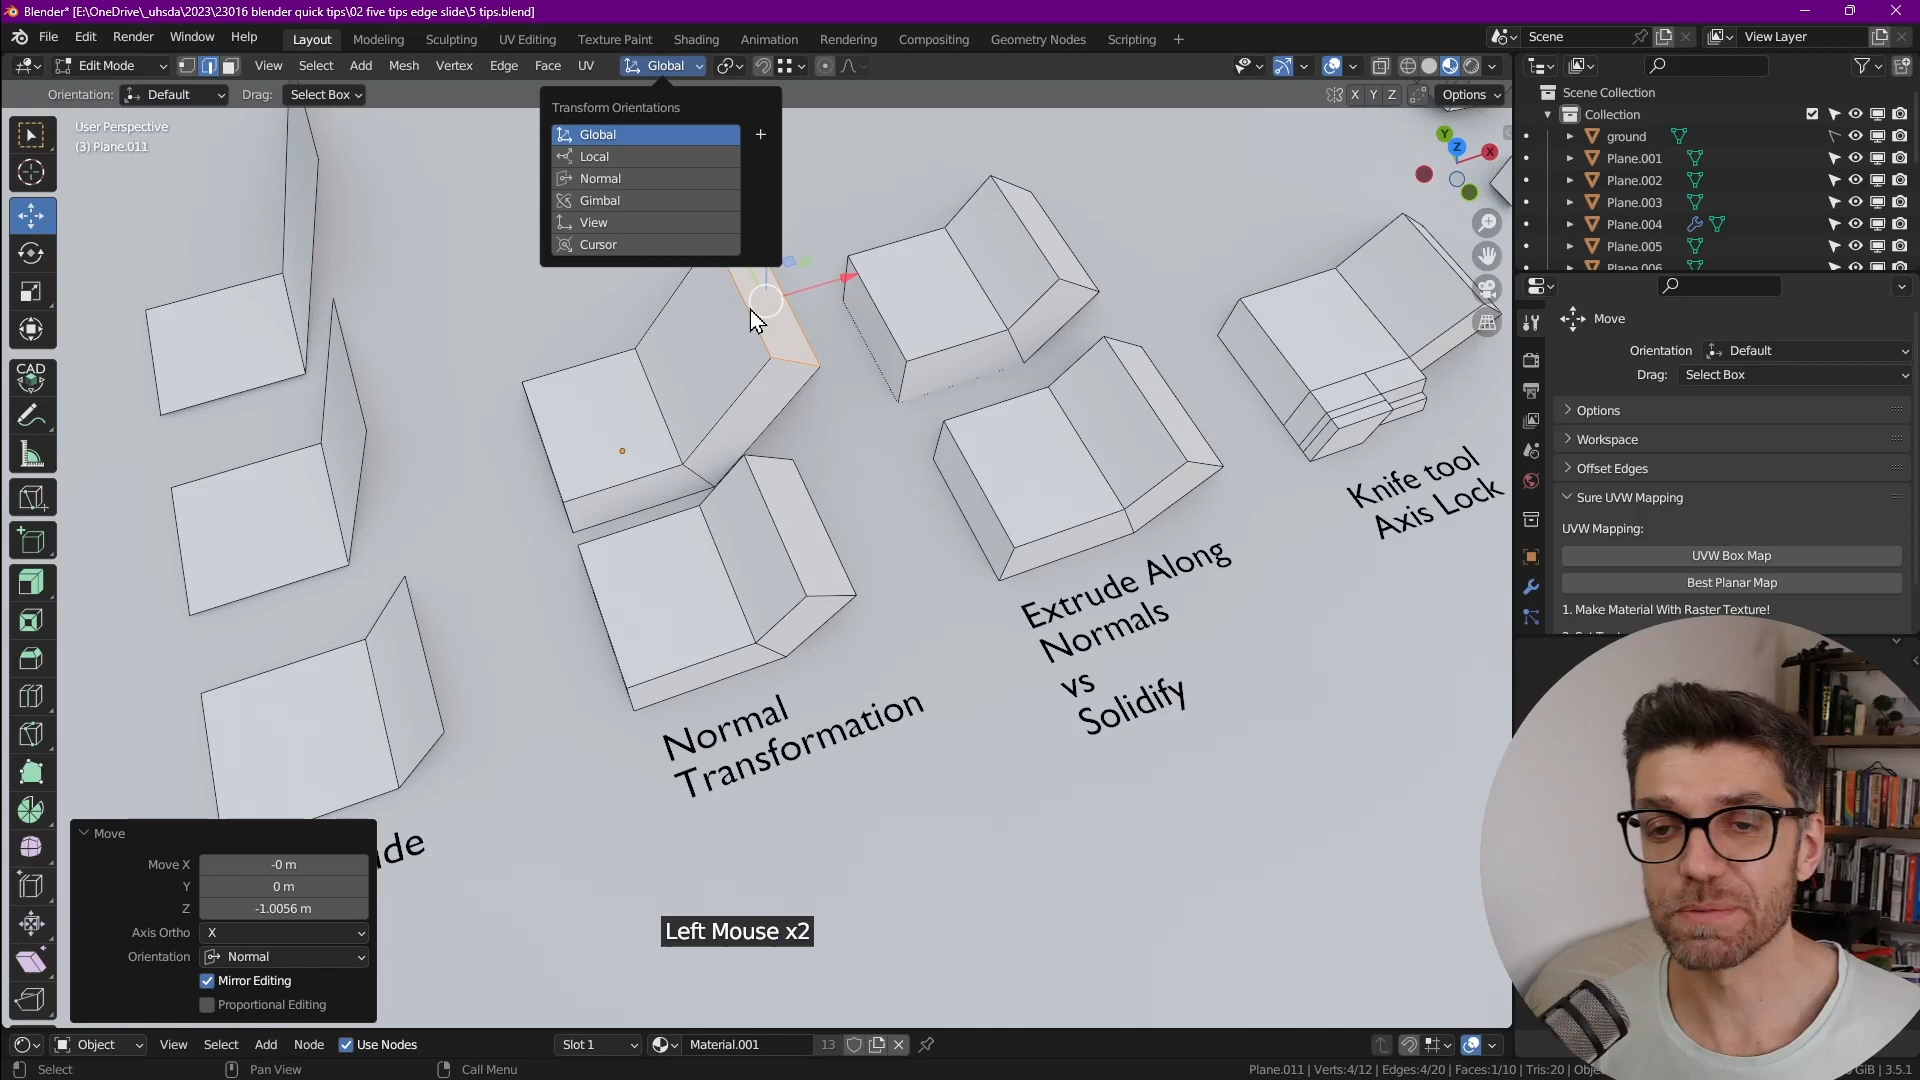 Blender* [E:\OneDrive\_uhsda\2023\23016 blender quick tips\02 five tips edge slide\5 tips.blend]
File Edit Render Window Help Layout Modeling Sculpting UV Editing Texture Paint Shading Animation Rendering Compositing Geometry Nodes Scripting + Scene View Layer
Edit Mode View Select Add Mesh Vertex Edge Face UV Global
Orientation: Default Drag: Select Box X Y Z Options
User Perspective
(3) Plane.011
Transform Orientations
Global
Local
Normal
Gimbal
View
Cursor
Y
Z
X
CAD
Knife tool
Axis Lock
Extrude Along
Normals
vs
Solidify
Normal
Transformation
de
Move
Move X -0 m
Y 0 m
Z -1.0056 m
Axis Ortho X
Orientation Normal
Mirror Editing
Proportional Editing
Left Mouse x2
Scene Collection
Collection
ground
Plane.001
Plane.002
Plane.003
Plane.004
Plane.005
Plane.006
Move
Orientation Default
Drag: Select Box
Options
Workspace
Offset Edges
Sure UVW Mapping
UVW Mapping:
UVW Box Map
Best Planar Map
1. Make Material With Raster Texture!
Object View Select Add Node Use Nodes Slot 1 Material.001 13
Select Pan View Call Menu Plane.011 | Verts:4/12 | Edges:4/20 | Faces:1/10 | Tris:20 | GiB | 3.5.1